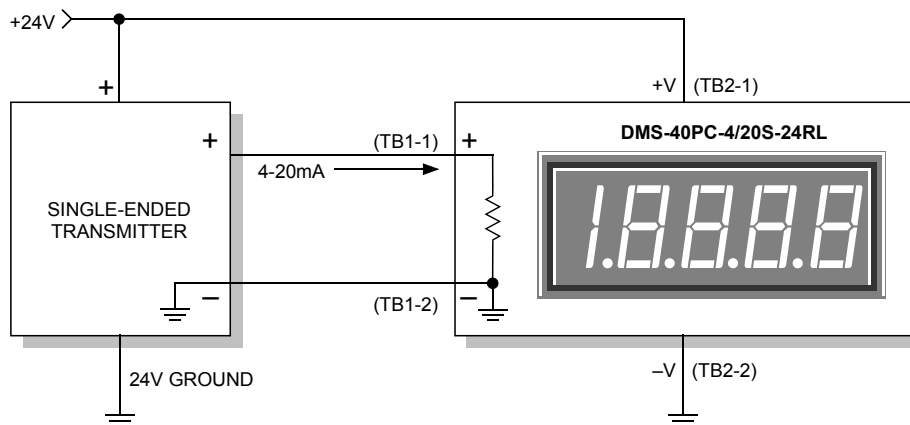 +24V
+
+V (TB2-1)
DMS-40PC-4/20S-24RL
+ (TB1-1) +
4-20mA
SINGLE-ENDED
TRANSMITTER
1.8.8.8.8
– (TB1-2) –
24V GROUND
–V (TB2-2)